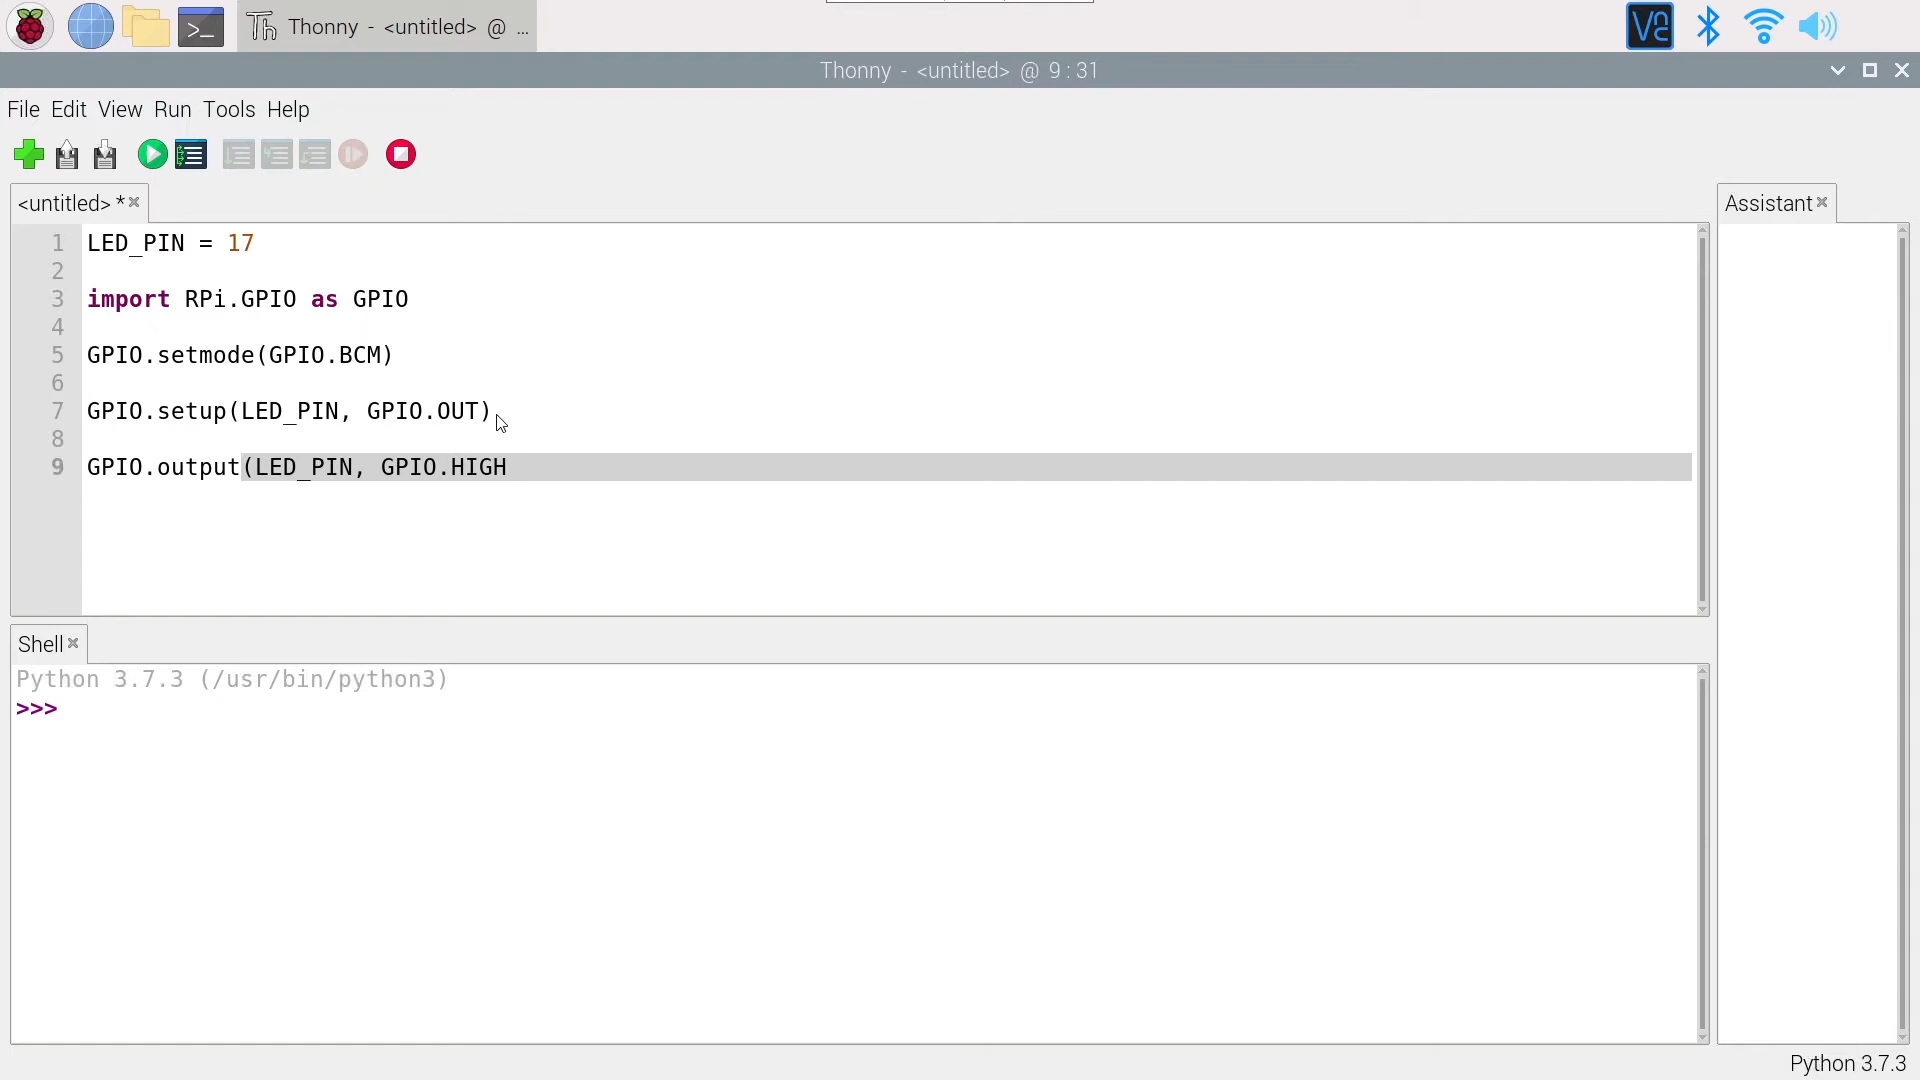 Thonny - <untitled> @ ...
Thonny - <untitled> @ 9:31
File Edit View Run Tools Help
<untitled> *
Assistant
1 LED_PIN = 17
2
3 import RPi.GPIO as GPIO
4
5 GPIO.setmode(GPIO.BCM)
6
7 GPIO.setup(LED_PIN, GPIO.OUT)
8
9 GPIO.output(LED_PIN, GPIO.HIGH
Shell
Python 3.7.3 (/usr/bin/python3)
>>>
Python 3.7.3